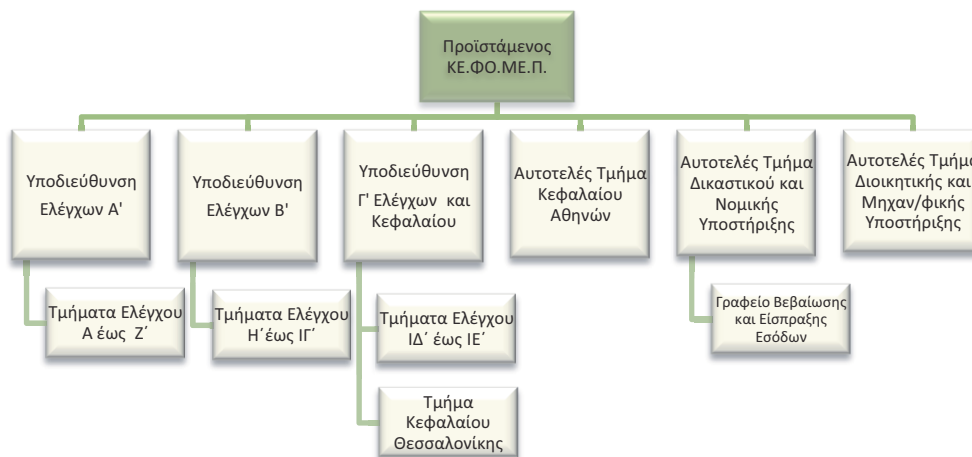 Προϊστάμενος
ΚΕ.ΦΟ.ΜΕ.Π.
Υποδιεύθυνση
Ελέγχων Α'
Υποδιεύθυνση
Ελέγχων Β'
Υποδιεύθυνση
Γ' Ελέγχων και
Κεφαλαίου
Αυτοτελές Τμήμα
Κεφαλαίου
Αθηνών
Αυτοτελές Τμήμα
Δικαστικού και
Νομικής
Υποστήριξης
Αυτοτελές Τμήμα
Διοικητικής και
Μηχαν/φικής
Υποστήριξης
Τμήματα Ελέγχου
Α έως Ζ΄
Τμήματα Ελέγχου
Η΄έως ΙΓ΄
Τμήματα Ελέγχου
ΙΔ΄ έως ΙΕ΄
Γραφείο Βεβαίωσης
και Είσπραξης
Εσόδων
Τμήμα
Κεφαλαίου
Θεσσαλονίκης